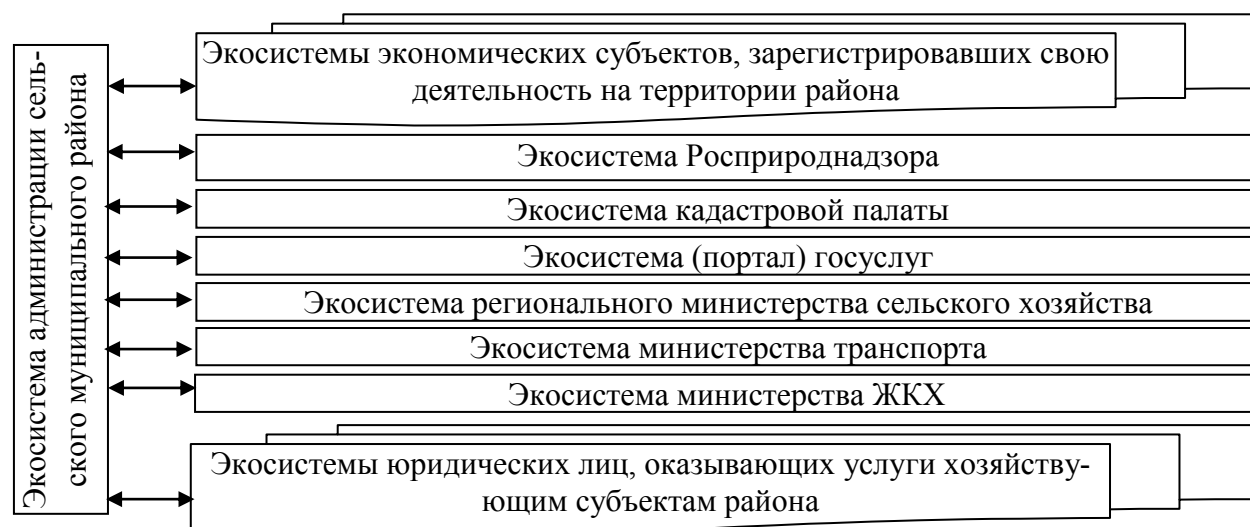 Экосистема администрации сель-
ского муниципального района
Экосистемы экономических субъектов, зарегистрировавших свою
деятельность на территории района
Экосистема Росприроднадзора
Экосистема кадастровой палаты
Экосистема (портал) госуслуг
Экосистема регионального министерства сельского хозяйства
Экосистема министерства транспорта
Экосистема министерства ЖКХ
Экосистемы юридических лиц, оказывающих услуги хозяйству-
ющим субъектам района